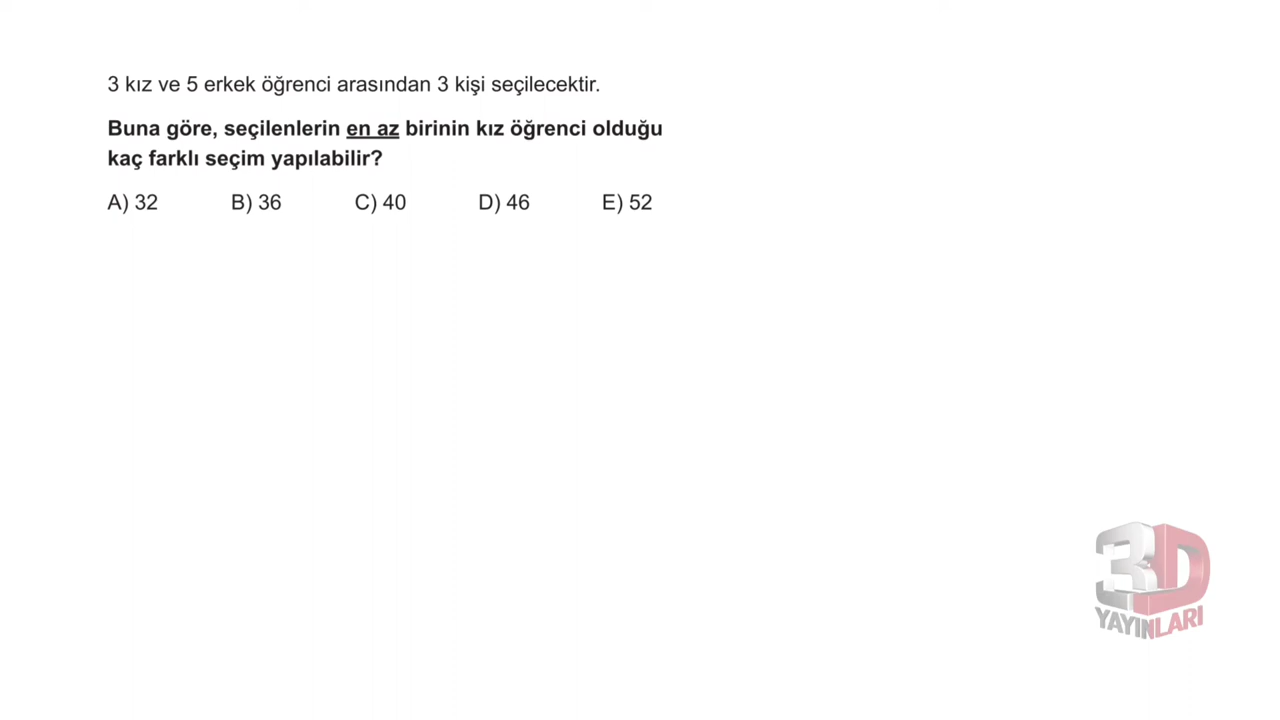 3 kız ve 5 erkek öğrenci arasından 3 kişi seçilecektir.
Buna göre, seçilenlerin en az birinin kız öğrenci olduğu
kaç farklı seçim yapılabilir?
A) 32 B) 36 C) 40 D) 46 E) 52
3D
YAYINLARI